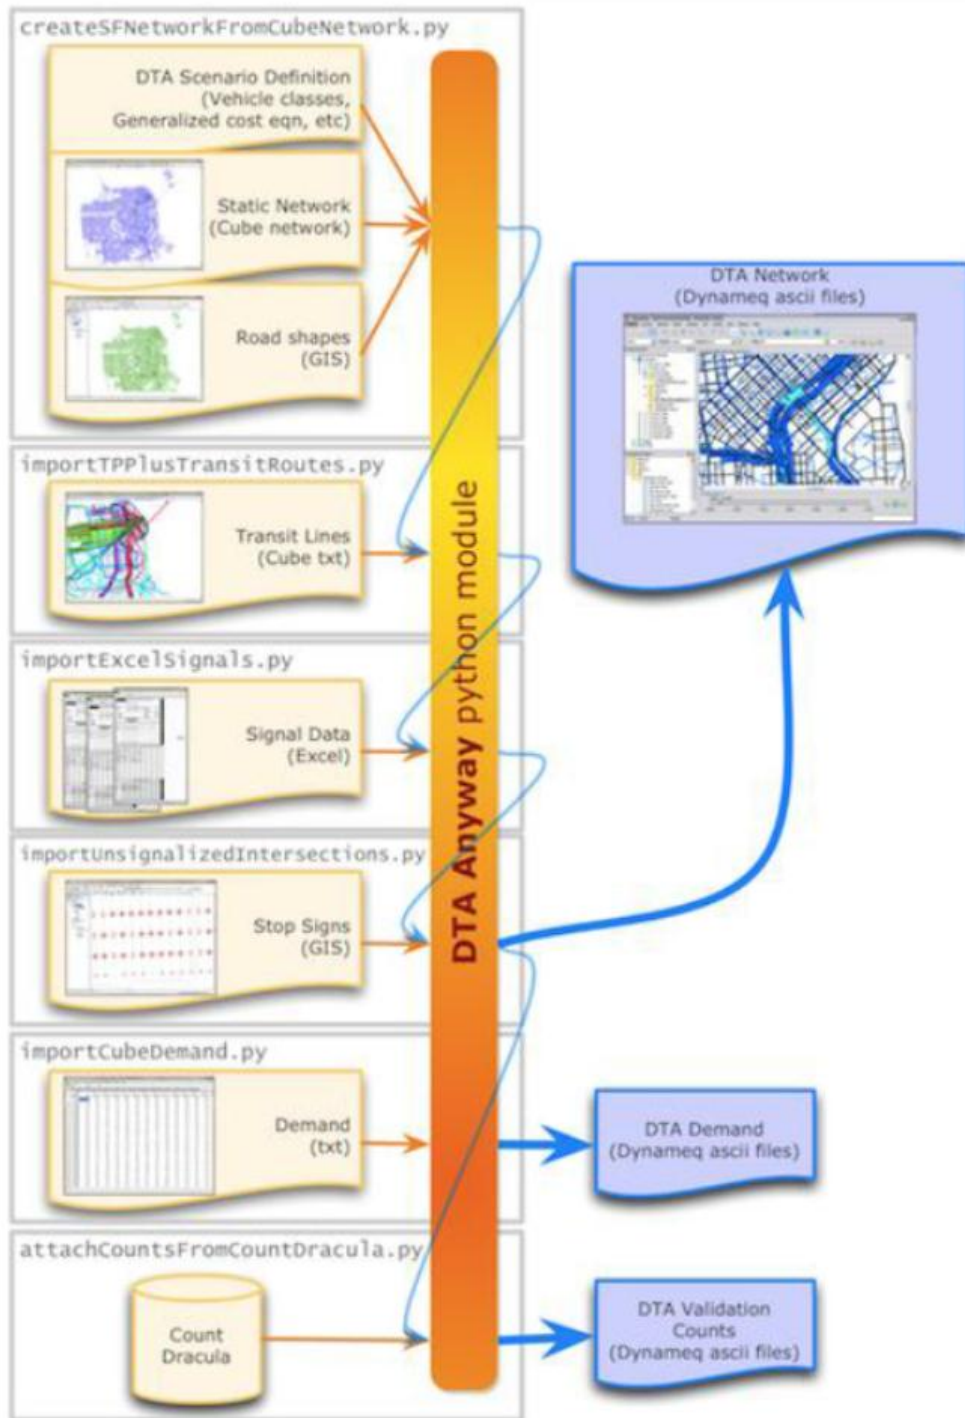 createSFNetworkFromCubeNetwork.py
DTA Scenario Definition
(Vehicle classes,
Generalized cost eqn, etc)
Static Network
(Cube network)
Road shapes
(GIS)
importTPPlusTransitRoutes.py
Transit Lines
(Cube txt)
importExcelSignals.py
Signal Data
(Excel)
importUnsignalizedIntersections.py
Stop Signs
(GIS)
importCubeDemand.py
Demand
(txt)
attachCountsFromCountDracula.py
Count
Dracula
DTA Anyway python module
DTA Network
(Dynameq ascii files)
DTA Demand
(Dynameq ascii files)
DTA Validation
Counts
(Dynameq ascii files)